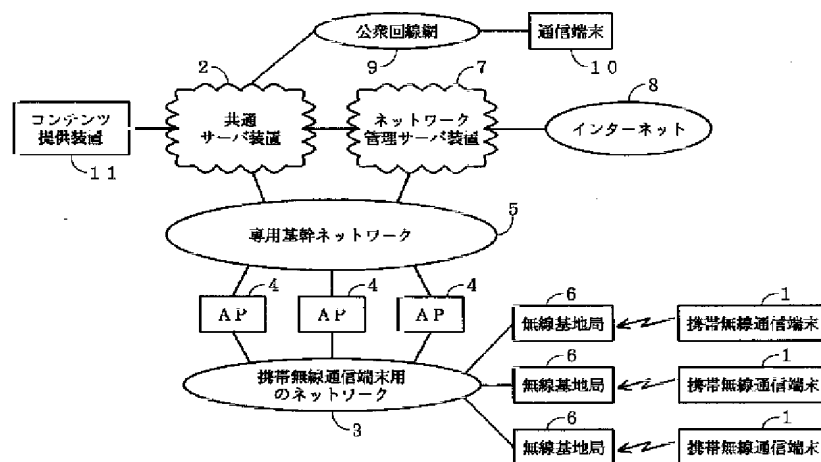 公衆回線網
9
通信端末
10
2
7
8
コンテンツ
提供装置
11
共通
サーバ装置
ネットワーク
管理サーバ装置
インターネット
専用基幹ネットワーク
5
4
4
4
AP
AP
AP
6
1
無線基地局
携帯無線通信端末
携帯無線通信端末用
のネットワーク
3
6
1
無線基地局
携帯無線通信端末
6
1
無線基地局
携帯無線通信端末